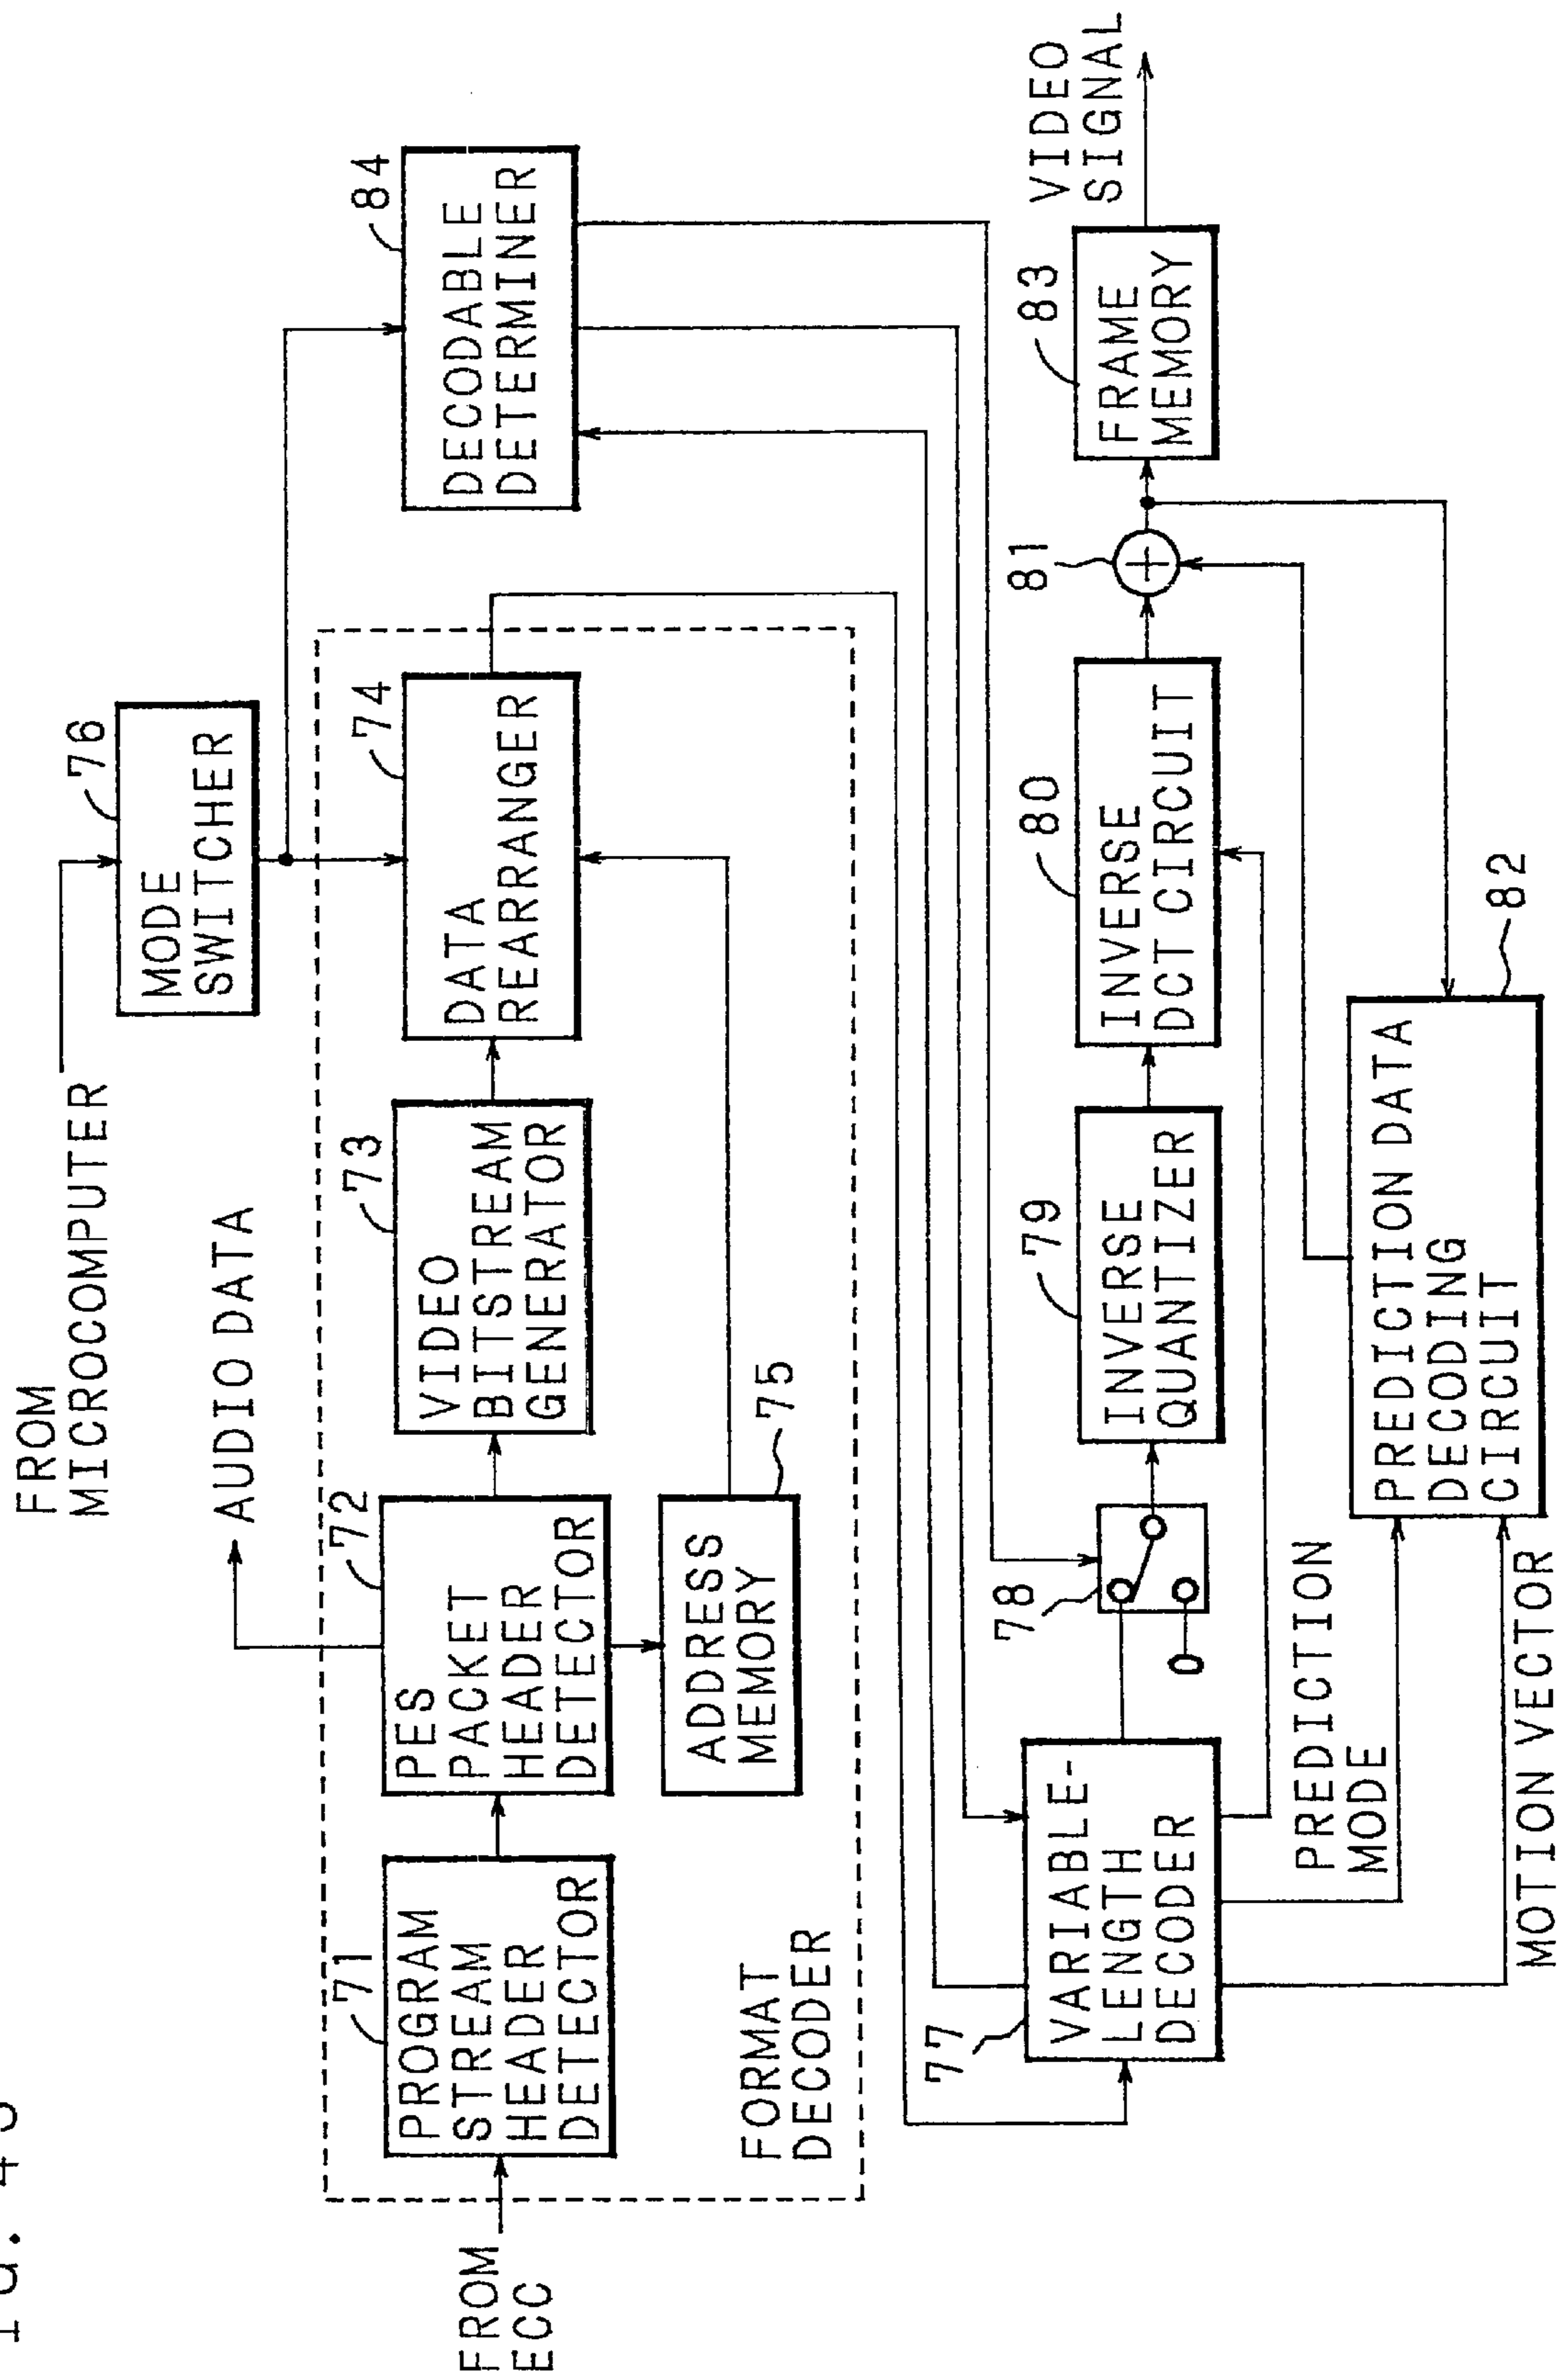 FROM
MICROCOMPUTER
76
MODE
SWITCHER
AUDIO DATA
71
PROGRAM
STREAM
HEADER
DETECTOR
72
PES
PACKET
HEADER
DETECTOR
73
VIDEO
BITSTREAM
GENERATOR
74
DATA
REARRANGER
84
DECODABLE
DETERMINER
FROM
ECC
ADDRESS
MEMORY
75
FORMAT
DECODER
77
VARIABLE-
LENGTH
DECODER
78
0
79
INVERSE
QUANTIZER
80
INVERSE
DCT CIRCUIT
81
83
FRAME
MEMORY
VIDEO
SIGNAL
PREDICTION
MODE
MOTION VECTOR
PREDICTION DATA
DECODING
CIRCUIT
82